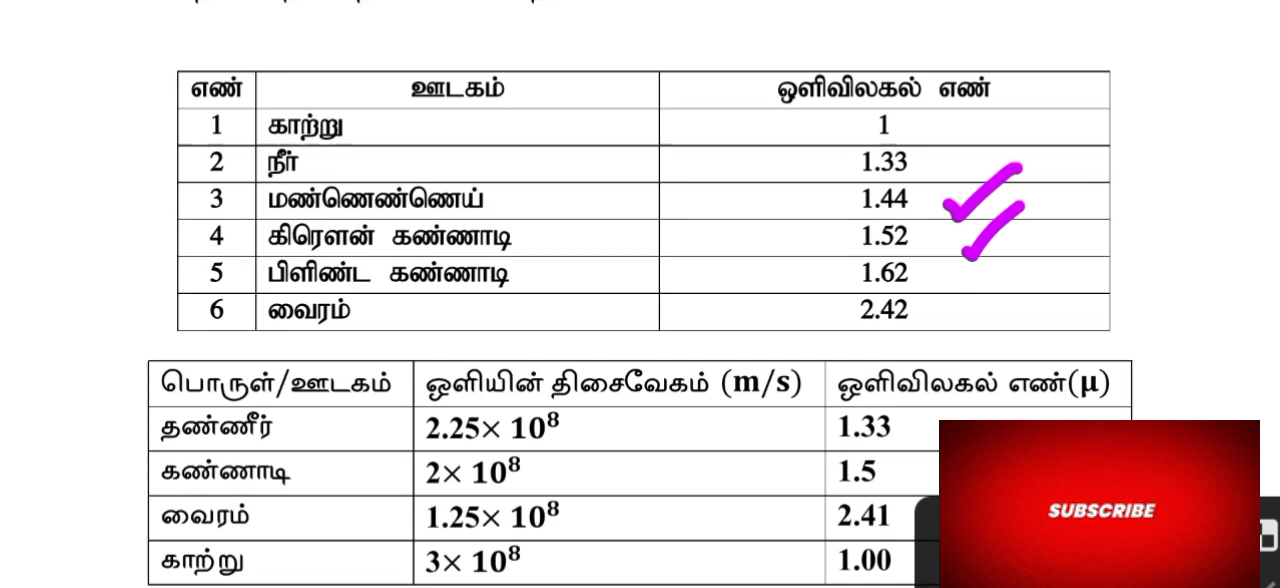 எண் ஊடகம் ஒளிவிலகல் எண்
1 காற்று 1
2 நீர் 1.33
3 மண்ணெண்ணெய் 1.44
4 கிரௌன் கண்ணாடி 1.52
5 பிளிண்ட கண்ணாடி 1.62
6 வைரம் 2.42
பொருள்/ஊடகம் ஒளியின் திசைவேகம் (m/s) ஒளிவிலகல் எண்(μ)
தண்ணீர் 2.25× 10⁸ 1.33
கண்ணாடி 2× 10⁸ 1.5
வைரம் 1.25× 10⁸ 2.41
காற்று 3× 10⁸ 1.00
SUBSCRIBE